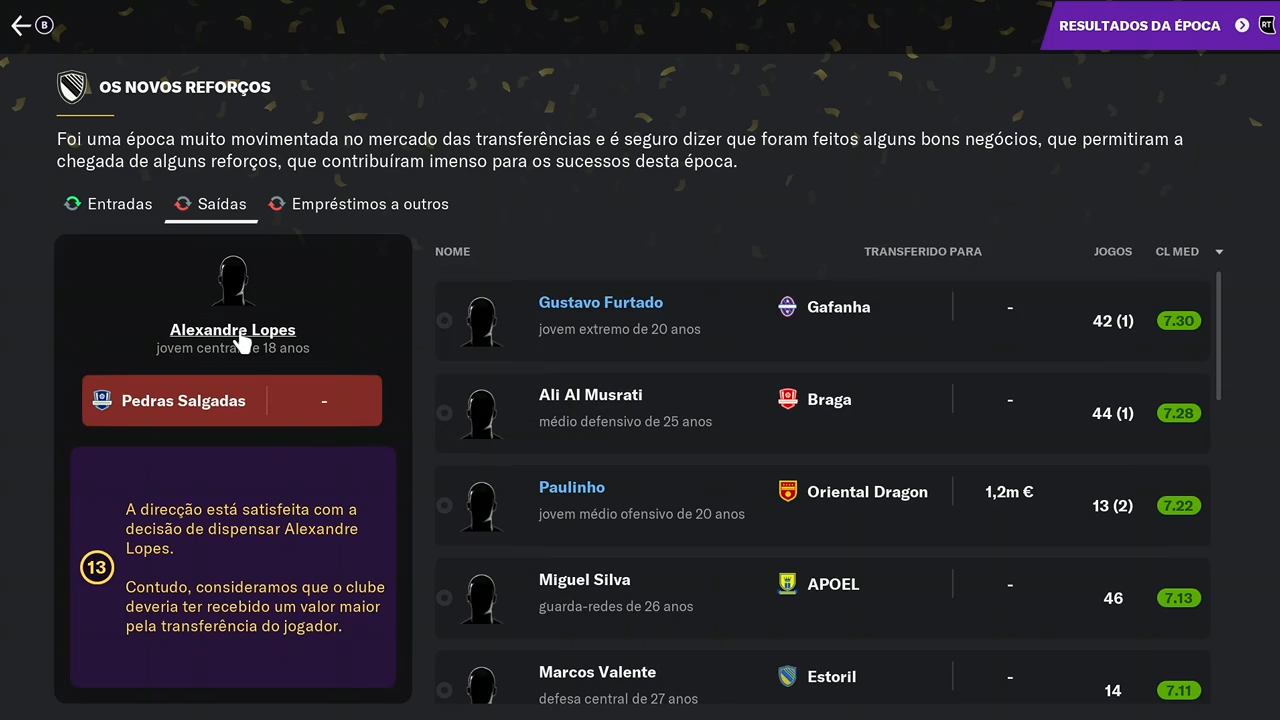 B
RESULTADOS DA ÉPOCA
RT
OS NOVOS REFORÇOS
Foi uma época muito movimentada no mercado das transferências e é seguro dizer que foram feitos alguns bons negócios, que permitiram a
chegada de alguns reforços, que contribuíram imenso para os sucessos desta época.
Entradas
Saídas
Empréstimos a outros
Alexandre Lopes
jovem central de 18 anos
Pedras Salgadas
-
13
A direcção está satisfeita com a
decisão de dispensar Alexandre
Lopes.
Contudo, consideramos que o clube
deveria ter recebido um valor maior
pela transferência do jogador.
NOME TRANSFERIDO PARA JOGOS CL MED
Gustavo Furtado
jovem extremo de 20 anos
Gafanha - 42 (1) 7.30
Ali Al Musrati
médio defensivo de 25 anos
Braga - 44 (1) 7.28
Paulinho
jovem médio ofensivo de 20 anos
Oriental Dragon 1,2m € 13 (2) 7.22
Miguel Silva
guarda-redes de 26 anos
APOEL - 46 7.13
Marcos Valente
defesa central de 27 anos
Estoril - 14 7.11